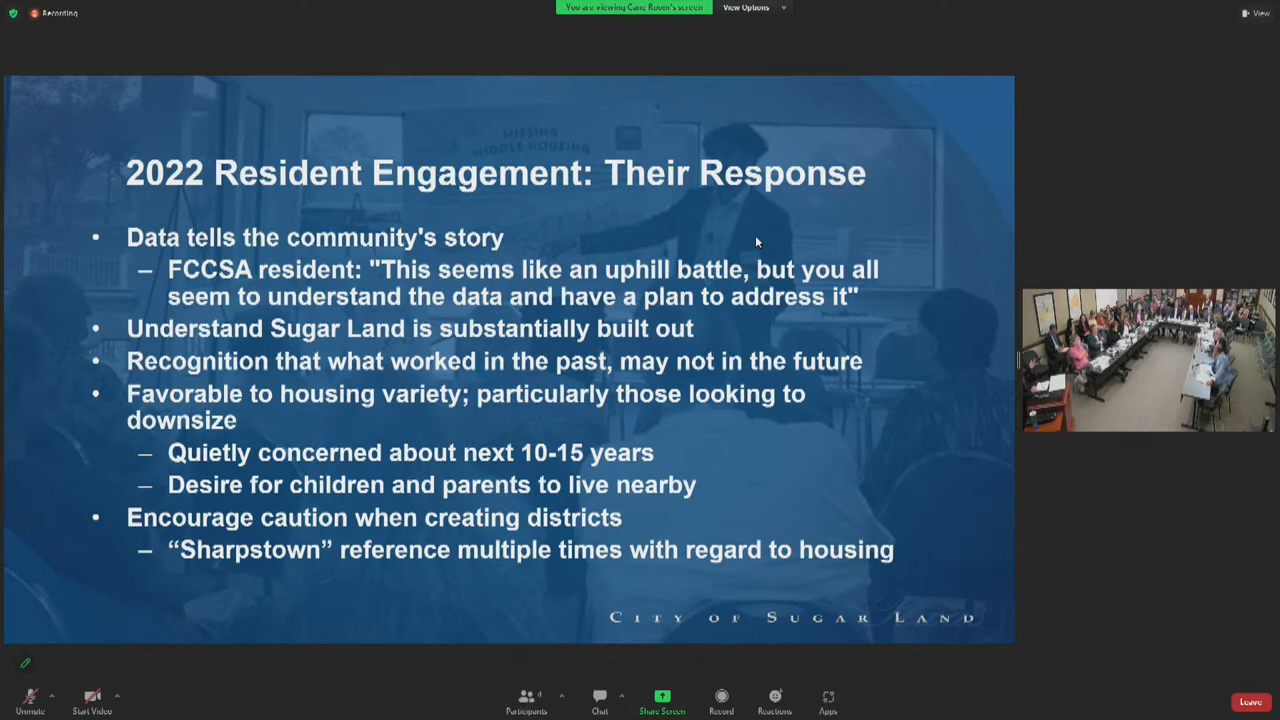 Recording
You are viewing Cane Room's screen
View Options
View
MISSING
MIDDLE HOUSING
2022 Resident Engagement: Their Response
• Data tells the community's story
– FCCSA resident: "This seems like an uphill battle, but you all
seem to understand the data and have a plan to address it"
• Understand Sugar Land is substantially built out
• Recognition that what worked in the past, may not in the future
• Favorable to housing variety; particularly those looking to
downsize
– Quietly concerned about next 10-15 years
– Desire for children and parents to live nearby
• Encourage caution when creating districts
– “Sharpstown” reference multiple times with regard to housing
CITY OF SUGAR LAND
Unmute
Start Video
Participants
4
Chat
Share Screen
Record
Reactions
Apps
Leave